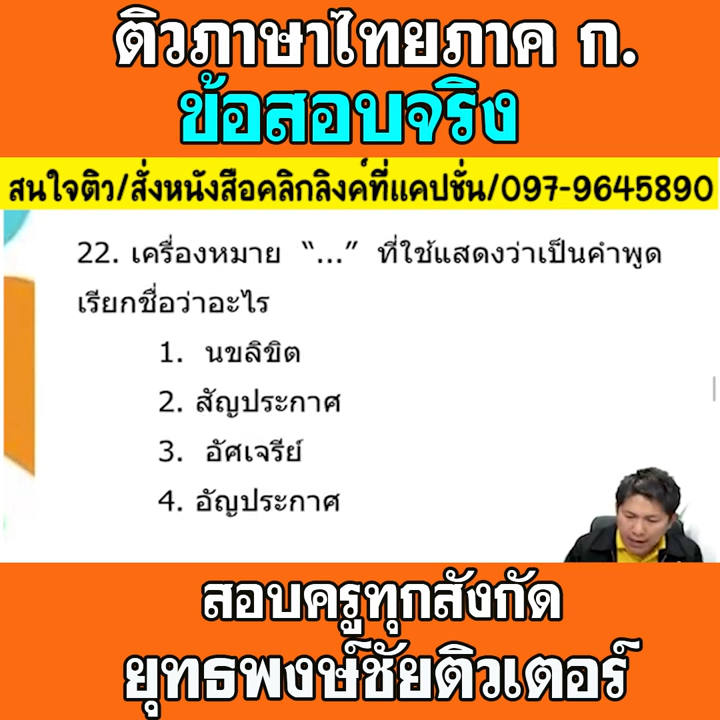 ติวภาษาไทยภาค ก.
ข้อสอบจริง
สนใจติว/สั่งหนังสือคลิกลิงค์ที่แคปชั่น/097-9645890
22. เครื่องหมาย “...” ที่ใช้แสดงว่าเป็นคำพูด
เรียกชื่อว่าอะไร
1. นขลิขิต
2. สัญประกาศ
3. อัศเจรีย์
4. อัญประกาศ
สอบครูทุกสังกัด
ยุทธพงษ์ชัยติวเตอร์